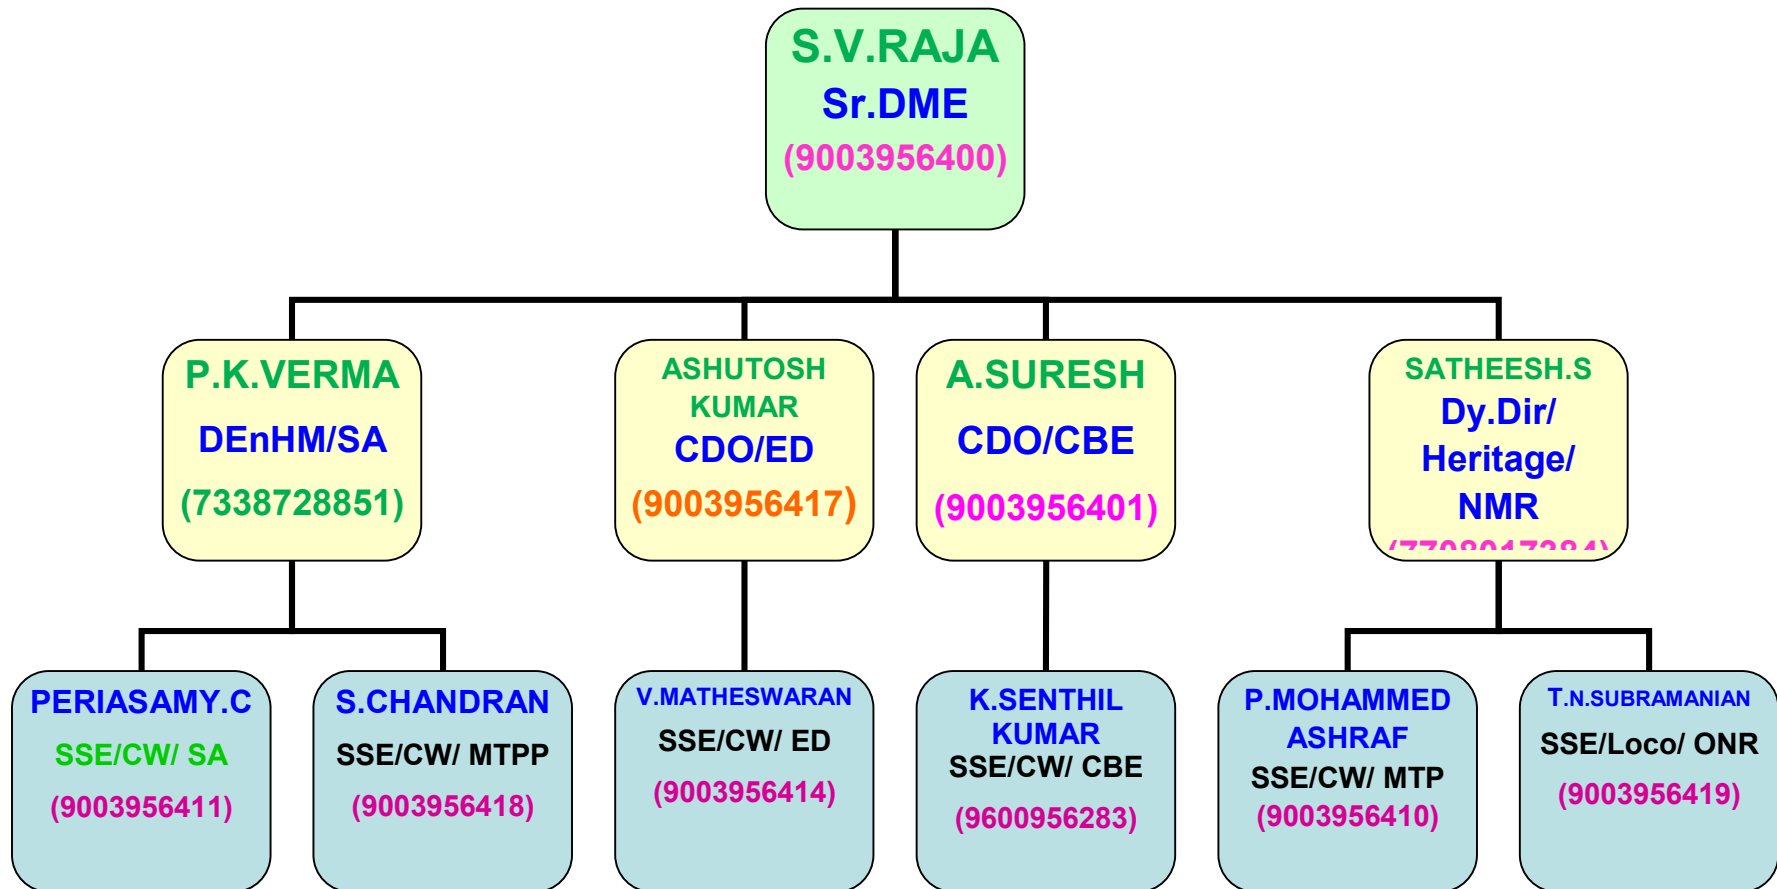 S.V.RAJA
Sr.DME
(9003956400)
P.K.VERMA
DEnHM/SA
(7338728851)
ASHUTOSH
KUMAR
CDO/ED
(9003956417)
A.SURESH
CDO/CBE
(9003956401)
SATHEESH.S
Dy.Dir/
Heritage/
NMR
PERIASAMY.C
SSE/CW/ SA
(9003956411)
S.CHANDRAN
SSE/CW/ MTPP
(9003956418)
V.MATHESWARAN
SSE/CW/ ED
(9003956414)
K.SENTHIL
KUMAR
SSE/CW/ CBE
(9600956283)
P.MOHAMMED
ASHRAF
SSE/CW/ MTP
(9003956410)
T.N.SUBRAMANIAN
SSE/Loco/ ONR
(9003956419)